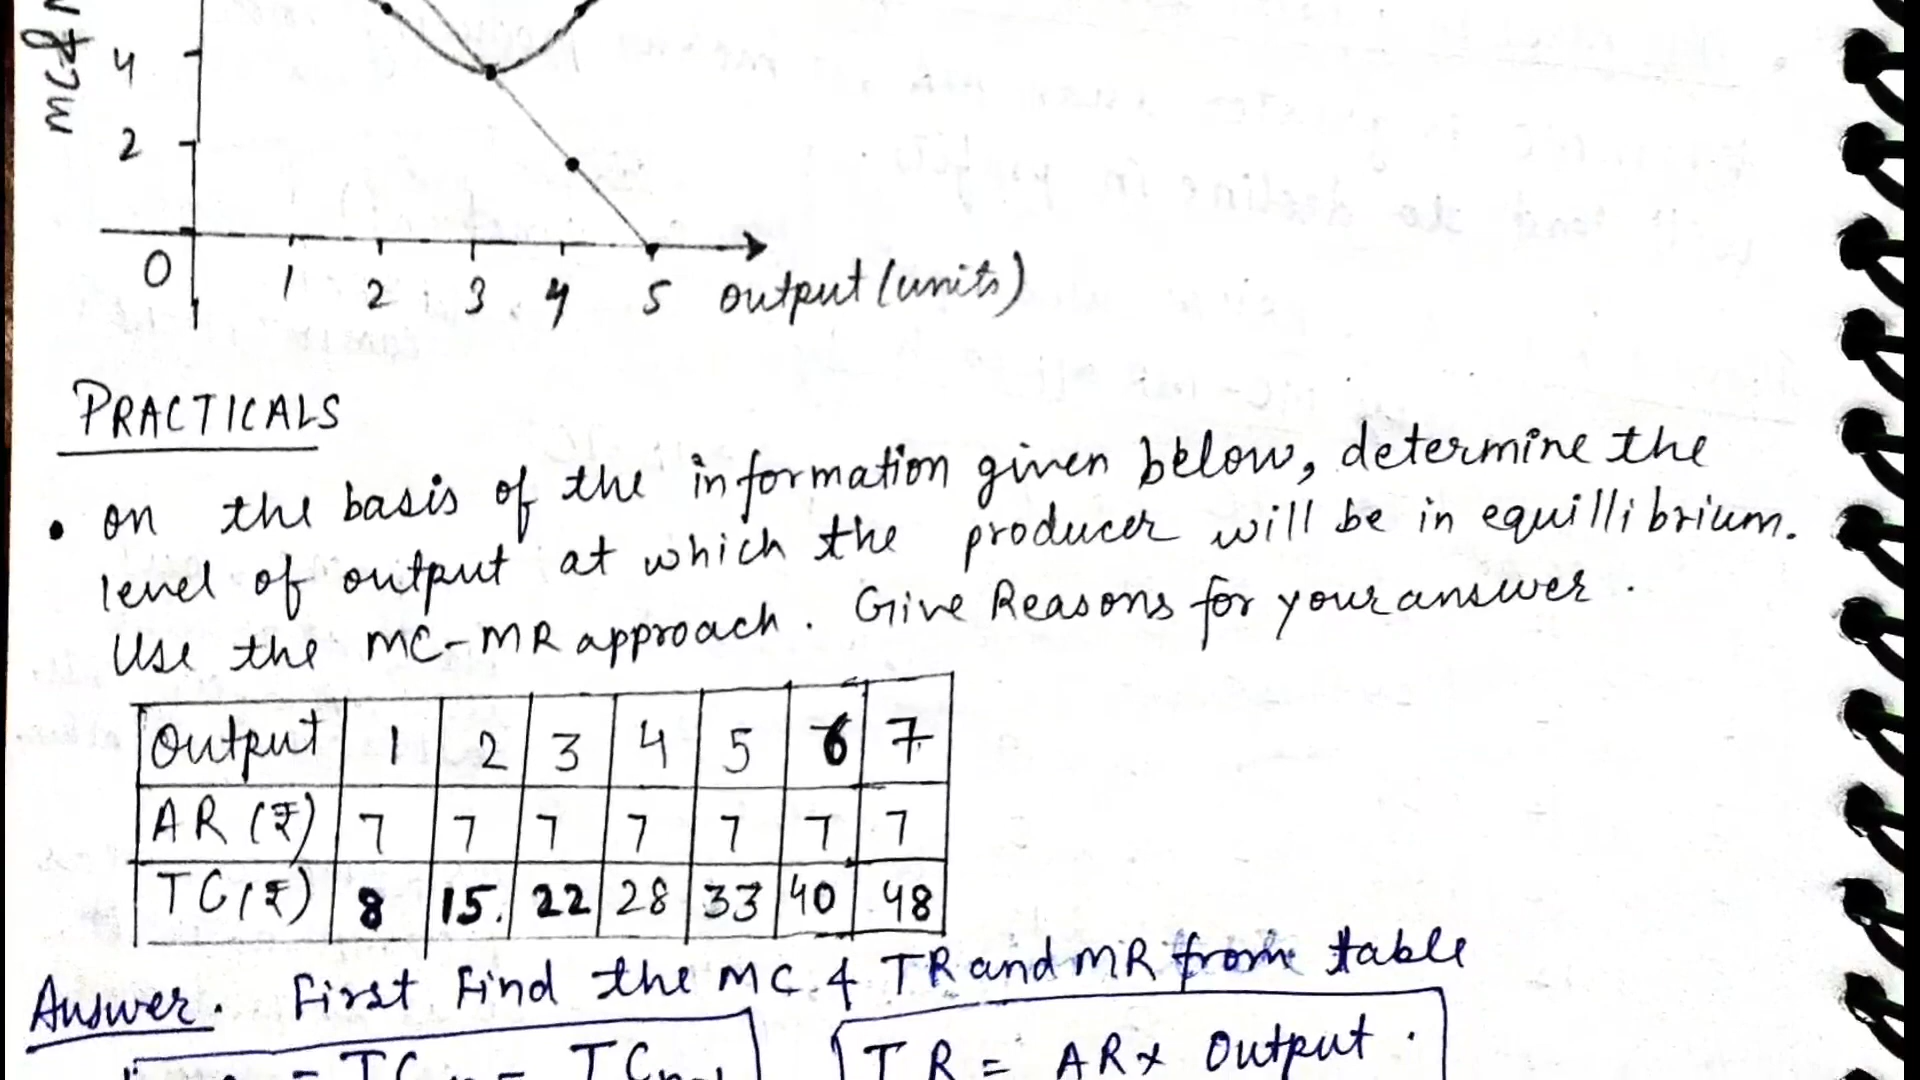 MC&
4
2
0
1 2 3 4 5 output (units)
PRACTICALS
• on the basis of the information given below, determine the
level of output at which the producer will be in equillibrium.
Use the MC-MR approach. Give Reasons for your answer.
Output 1 2 3 4 5 6 7
AR (₹) 7 7 7 7 7 7 7
TC (₹) 8 15. 22 28 33 40 48
Answer. First Find the MC & TR and MR from table
= TCn - TCn-1
TR = AR x Output.